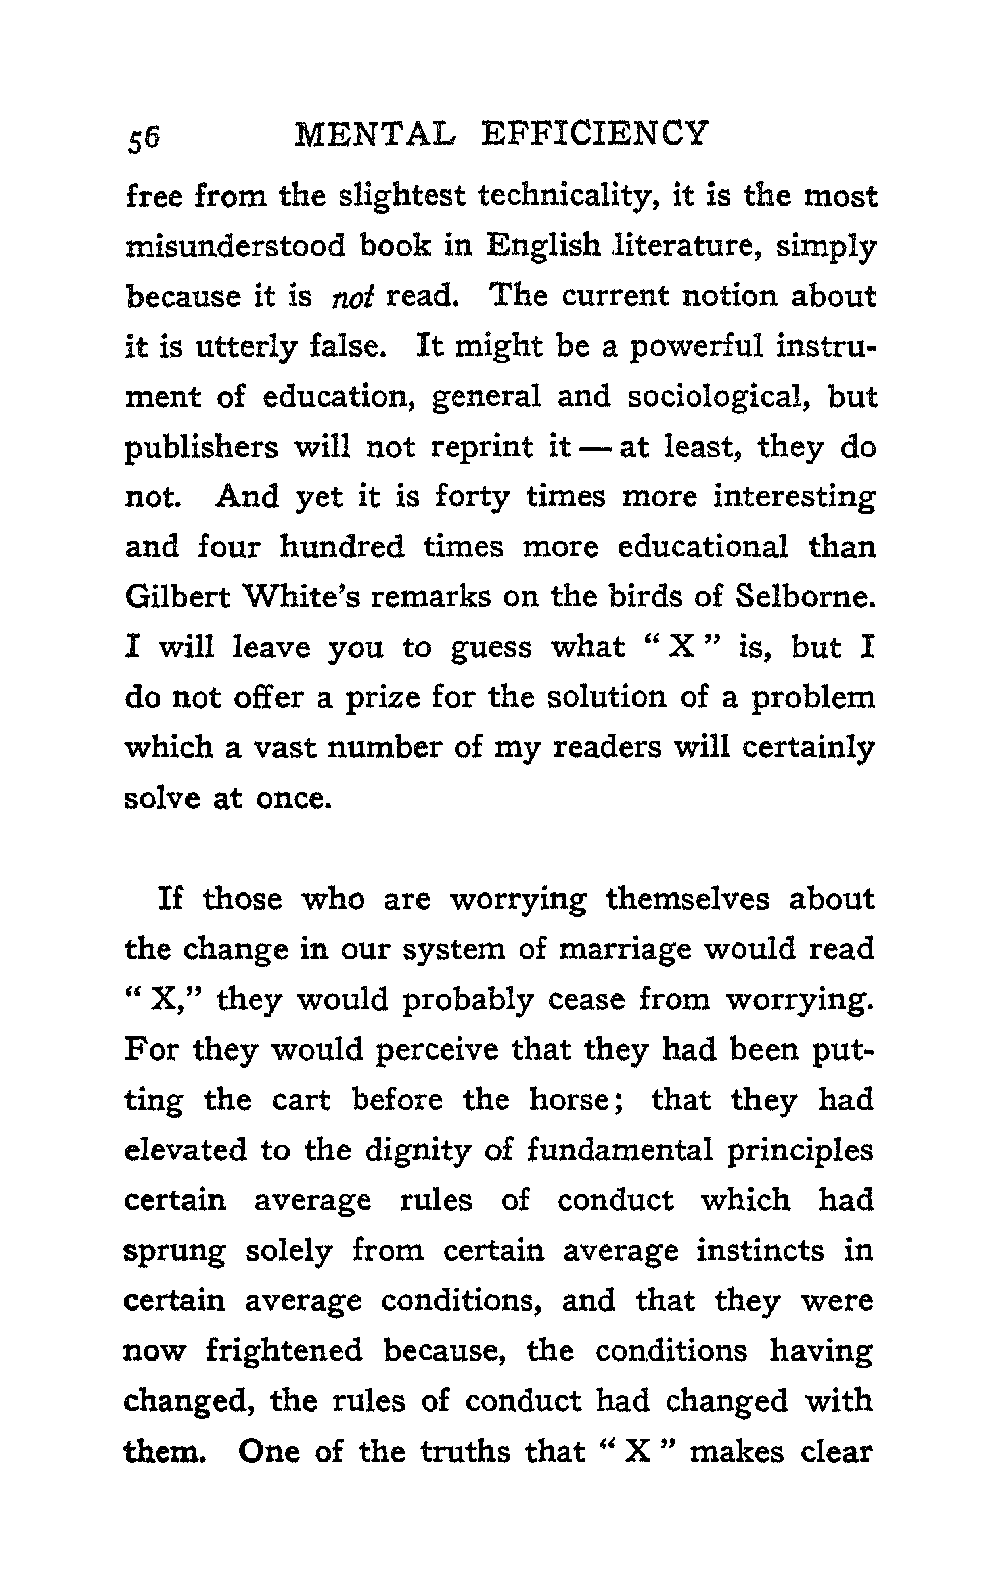 56 MENTAL EFFICIENCY
free from the slightest technicality, it is the most
misunderstood book in English literature, simply
because it is not read. The current notion about
it is utterly false. It might be a powerful instru-
ment of education, general and sociological, but
publishers will not reprint it — at least, they do
not. And yet it is forty times more interesting
and four hundred times more educational than
Gilbert White's remarks on the birds of Selborne.
I will leave you to guess what “ X ” is, but I
do not offer a prize for the solution of a problem
which a vast number of my readers will certainly
solve at once.
If those who are worrying themselves about
the change in our system of marriage would read
“ X,” they would probably cease from worrying.
For they would perceive that they had been put-
ting the cart before the horse; that they had
elevated to the dignity of fundamental principles
certain average rules of conduct which had
sprung solely from certain average instincts in
certain average conditions, and that they were
now frightened because, the conditions having
changed, the rules of conduct had changed with
them. One of the truths that “ X ” makes clear